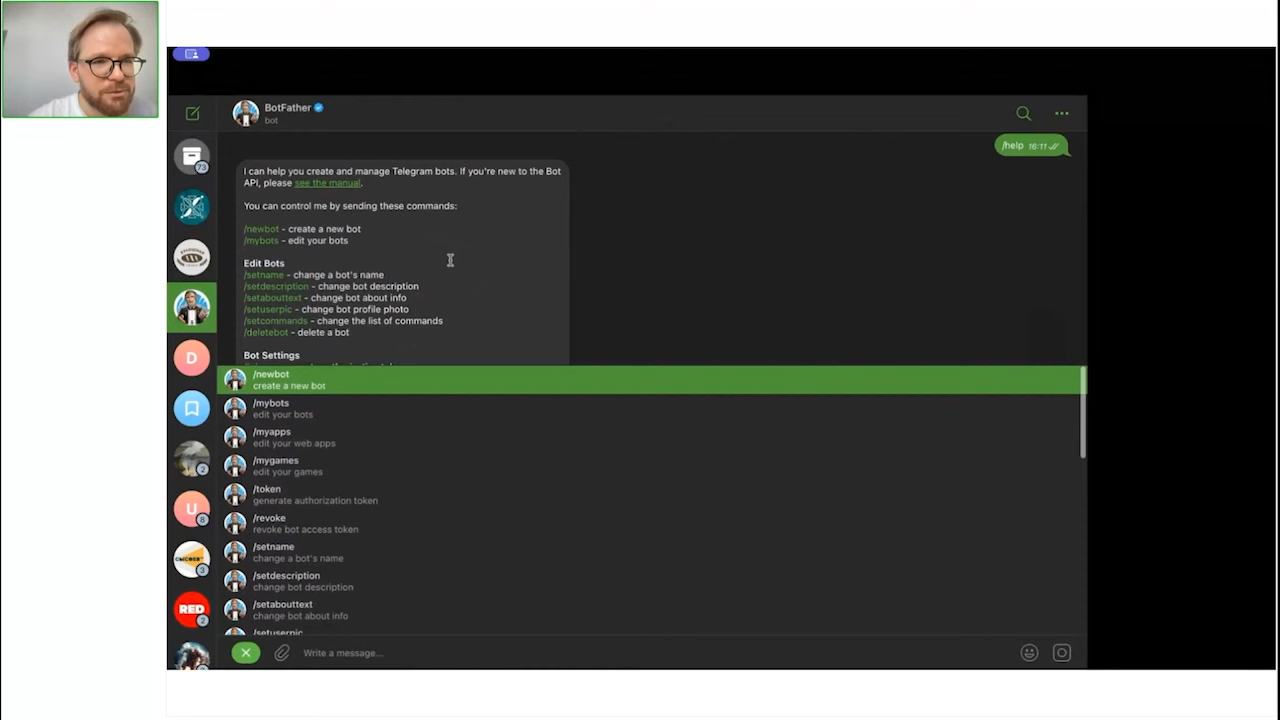 BotFather
bot
/help 16:11
I can help you create and manage Telegram bots. If you're new to the Bot
API, please see the manual.
You can control me by sending these commands:
/newbot - create a new bot
/mybots - edit your bots
Edit Bots
/setname - change a bot's name
/setdescription - change bot description
/setabouttext - change bot about info
/setuserpic - change bot profile photo
/setcommands - change the list of commands
/deletebot - delete a bot
Bot Settings
/newbot
create a new bot
/mybots
edit your bots
/myapps
edit your web apps
/mygames
edit your games
/token
generate authorization token
/revoke
revoke bot access token
/setname
change a bot's name
/setdescription
change bot description
/setabouttext
change bot about info
/setuserpic
Write a message...
73
D
2
U
8
3
RED
2